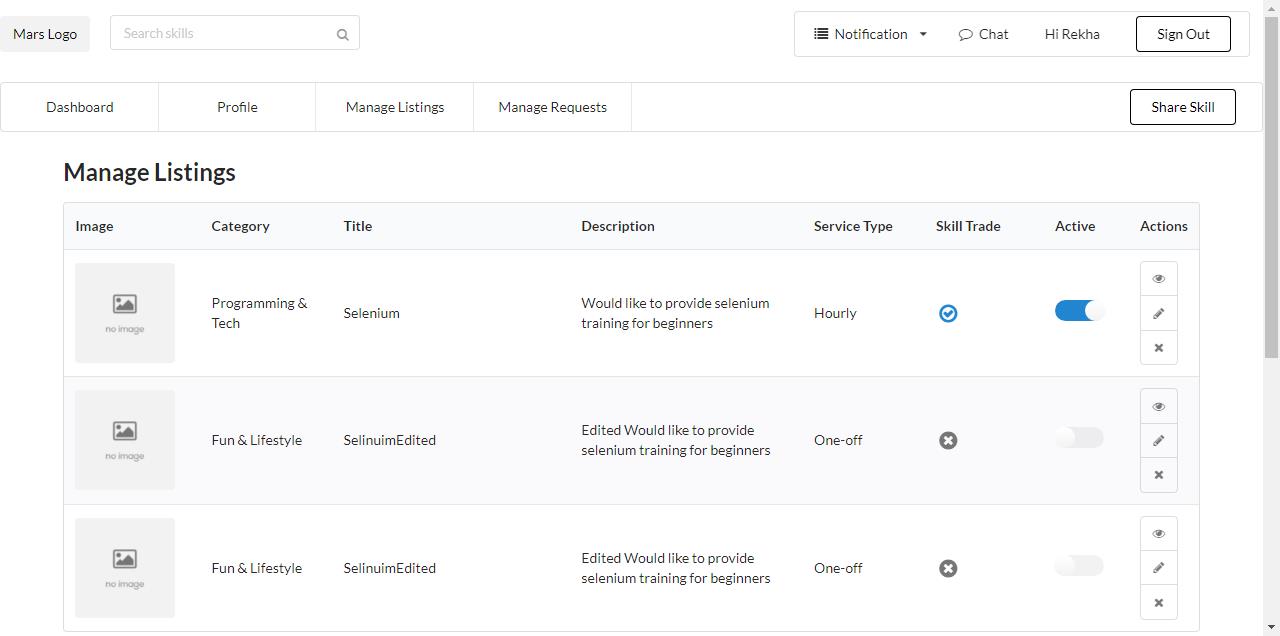 Mars Logo
Search skills
Notification
Chat
Hi Rekha
Sign Out
Dashboard
Profile
Manage Listings
Manage Requests
Share Skill
Manage Listings
Image Category Title Description Service Type Skill Trade Active Actions
no image
Programming &
Tech
Selenium
Would like to provide selenium
training for beginners
Hourly
no image
Fun & Lifestyle
SelinuimEdited
Edited Would like to provide
selenium training for beginners
One-off
no image
Fun & Lifestyle
SelinuimEdited
Edited Would like to provide
selenium training for beginners
One-off